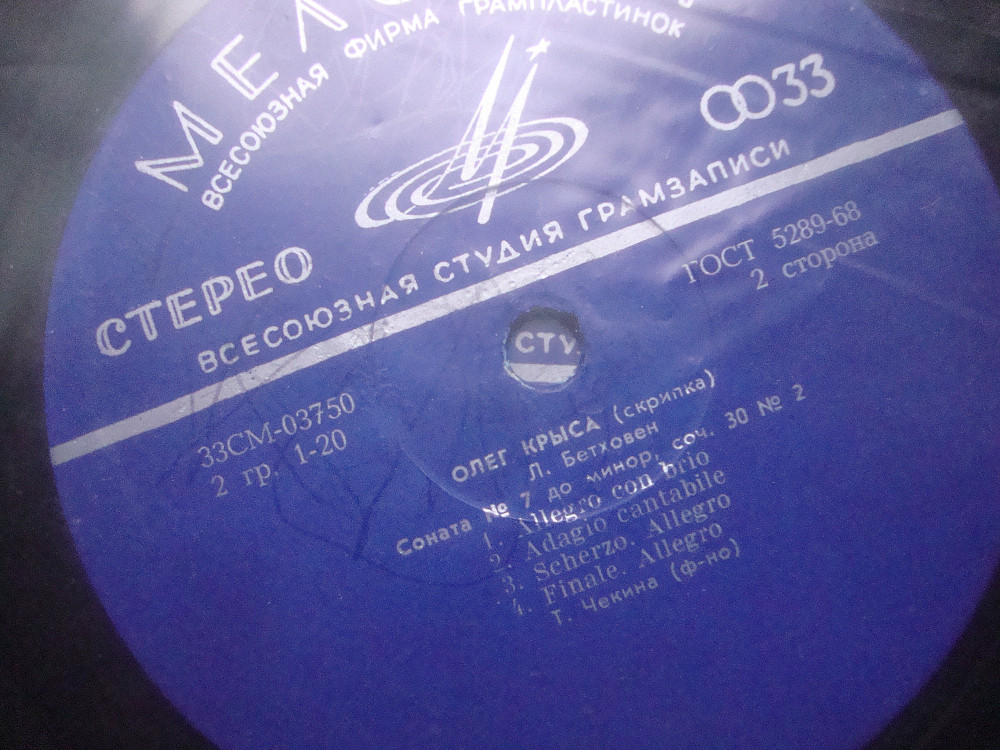 МЕЛО
ВСЕСОЮЗНАЯ ФИРМА ГРАМПЛАСТИНОК
33
СТЕРЕО
ВСЕСОЮЗНАЯ СТУДИЯ ГРАМЗАПИСИ
ГОСТ 5289-68
2 сторона
СТУ
33СМ-03750
2 гр. 1-20
ОЛЕГ КРЫСА (скрипка)
Л. Бетховен
Соната № 7 до минор, соч. 30 № 2
1. Allegro con brio
2. Adagio cantabile
3. Scherzo. Allegro
4. Finale. Allegro
Т. Чекина (ф-но)